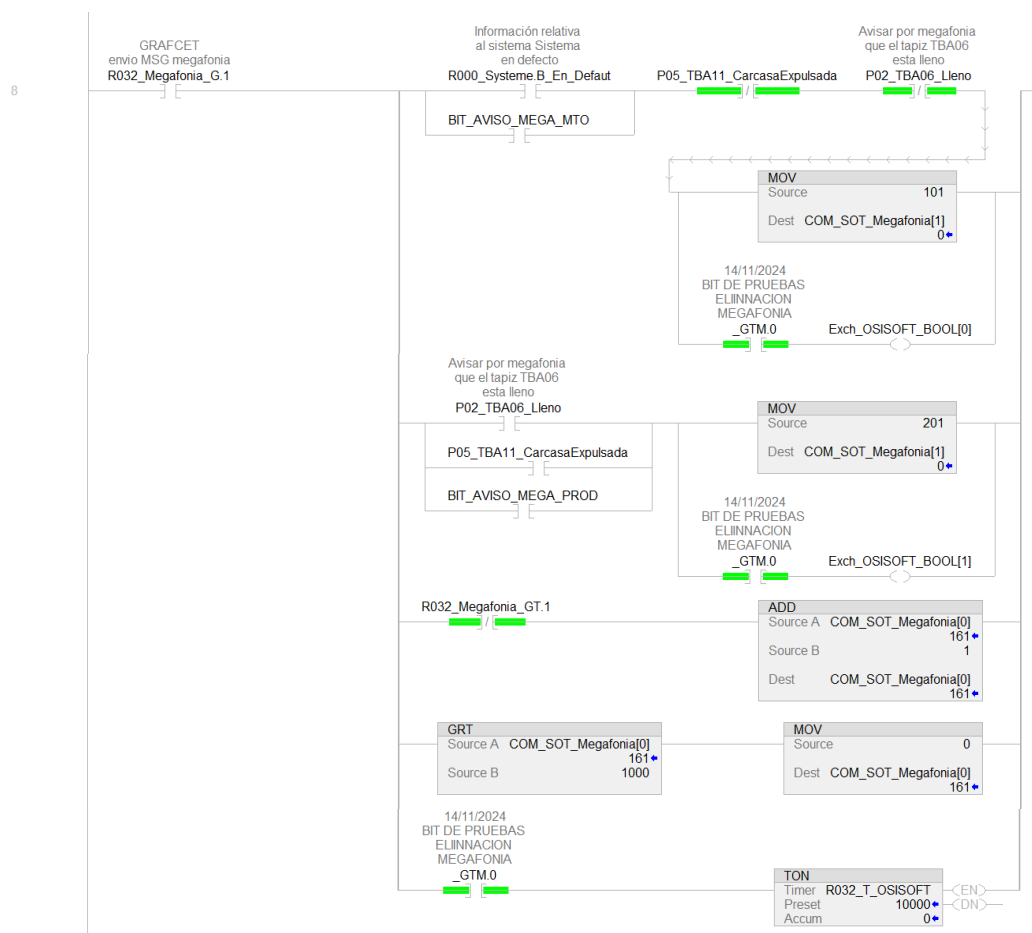 GRAFCET
envio MSG megafonia
R032_Megafonia_G.1
Información relativa
al sistema Sistema
en defecto
R000_Systeme.B_En_Defaut
P05_TBA11_CarcasaExpulsada
Avisar por megafonia
que el tapiz TBA06
esta lleno
P02_TBA06_Lleno
8
BIT_AVISO_MEGA_MTO
MOV
Source 101
Dest COM_SOT_Megafonia[1]
0
14/11/2024
BIT DE PRUEBAS
ELIINNACION
MEGAFONIA
_GTM.0
Exch_OSISOFT_BOOL[0]
Avisar por megafonia
que el tapiz TBA06
esta lleno
P02_TBA06_Lleno
P05_TBA11_CarcasaExpulsada
BIT_AVISO_MEGA_PROD
MOV
Source 201
Dest COM_SOT_Megafonia[1]
0
14/11/2024
BIT DE PRUEBAS
ELIINNACION
MEGAFONIA
_GTM.0
Exch_OSISOFT_BOOL[1]
R032_Megafonia_GT.1
ADD
Source A COM_SOT_Megafonia[0]
161
Source B 1
Dest COM_SOT_Megafonia[0]
161
GRT
Source A COM_SOT_Megafonia[0]
161
Source B 1000
MOV
Source 0
Dest COM_SOT_Megafonia[0]
161
14/11/2024
BIT DE PRUEBAS
ELIINNACION
MEGAFONIA
_GTM.0
TON
Timer R032_T_OSISOFT
Preset 10000
Accum 0
EN
DN